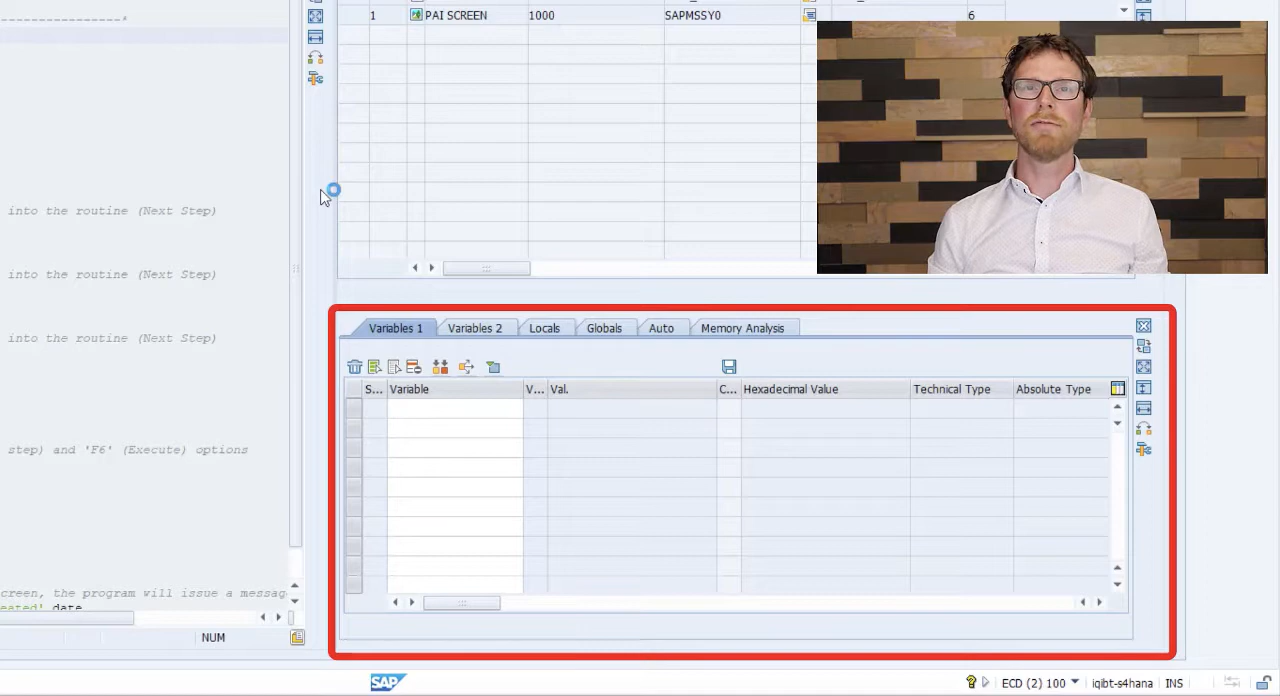 1 PAI SCREEN 1000 SAPMSSY0 6
into the routine (Next Step)
into the routine (Next Step)
into the routine (Next Step)
step) and 'F6' (Execute) options
creen, the program will issue a messag
eated' date
NUM
Variables 1 Variables 2 Locals Globals Auto Memory Analysis
S... Variable V... Val. C... Hexadecimal Value Technical Type Absolute Type
SAP ECD (2) 100 iqibt-s4hana INS